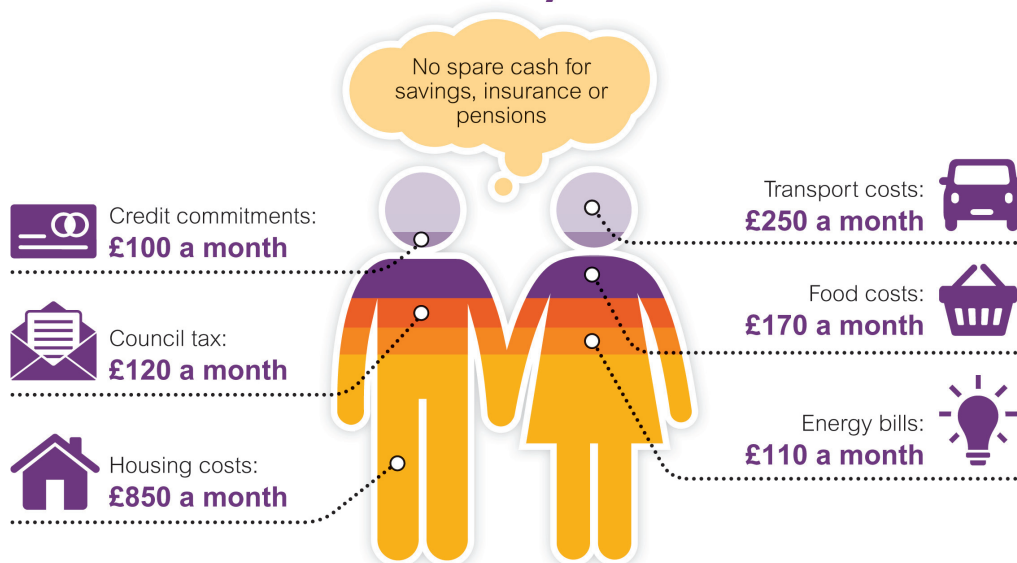 No spare cash for
savings, insurance or
pensions
Credit commitments:
£100 a month
Council tax:
£120 a month
Housing costs:
£850 a month
Transport costs:
£250 a month
Food costs:
£170 a month
Energy bills:
£110 a month